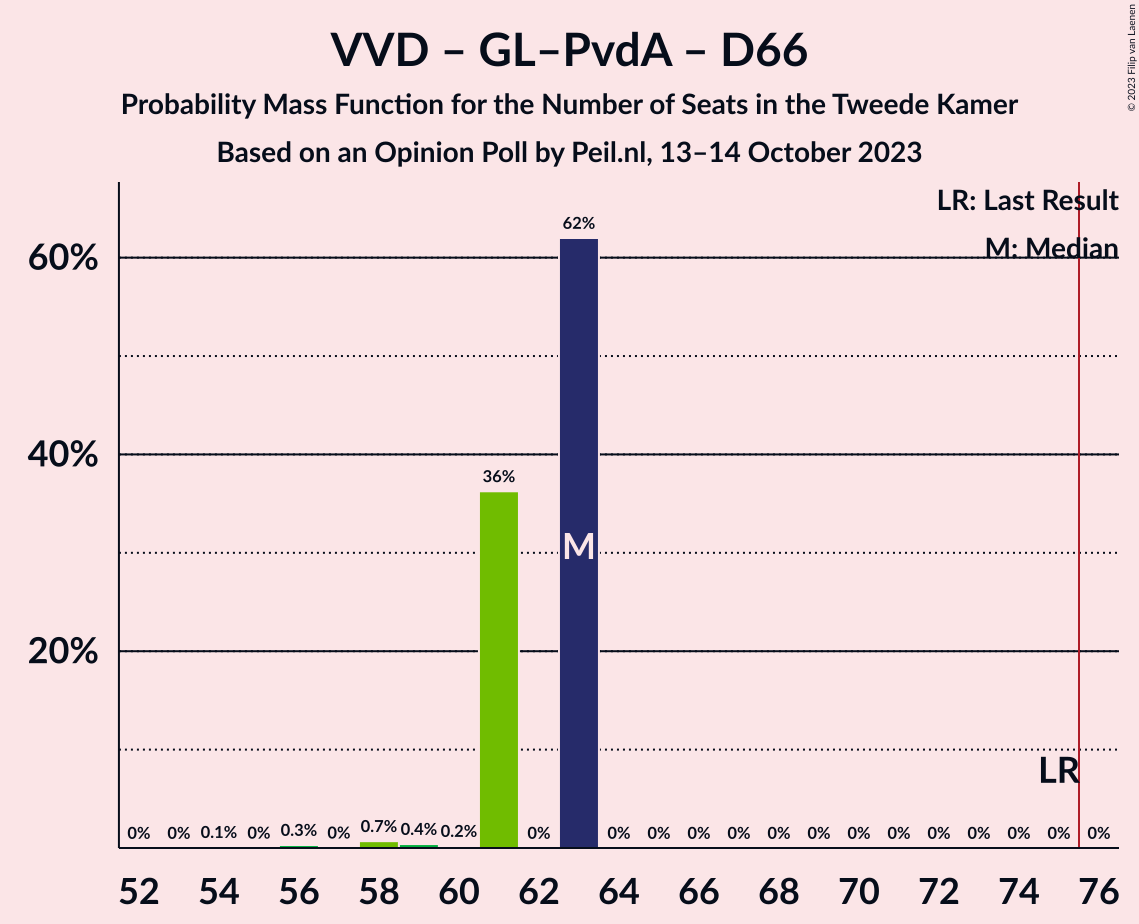 VVD – GL–PvdA – D66
Probability Mass Function for the Number of Seats in the Tweede Kamer
Based on an Opinion Poll by Peil.nl, 13–14 October 2023
© 2023 Filip van Laenen
LR: Last Result
M: Median
60%
40%
20%
62%
36%
M
LR
0% 0% 0.1% 0% 0.3% 0% 0.7% 0.4% 0.2% 0% 0% 0% 0% 0% 0% 0% 0% 0% 0% 0% 0% 0% 0%
52 54 56 58 60 62 64 66 68 70 72 74 76